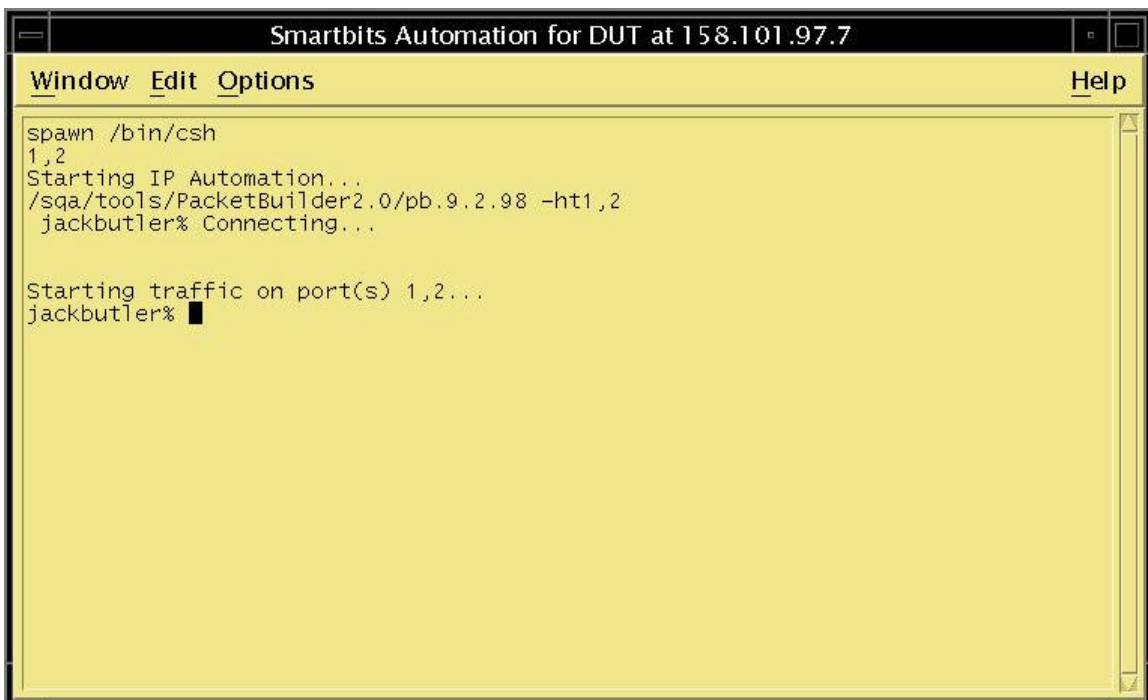 Smartbits Automation for DUT at 158.101.97.7
Window Edit Options Help
spawn /bin/csh
1,2
Starting IP Automation...
/sqa/tools/PacketBuilder2.0/pb.9.2.98 -ht1,2
jackbutler% Connecting...
Starting traffic on port(s) 1,2...
jackbutler%